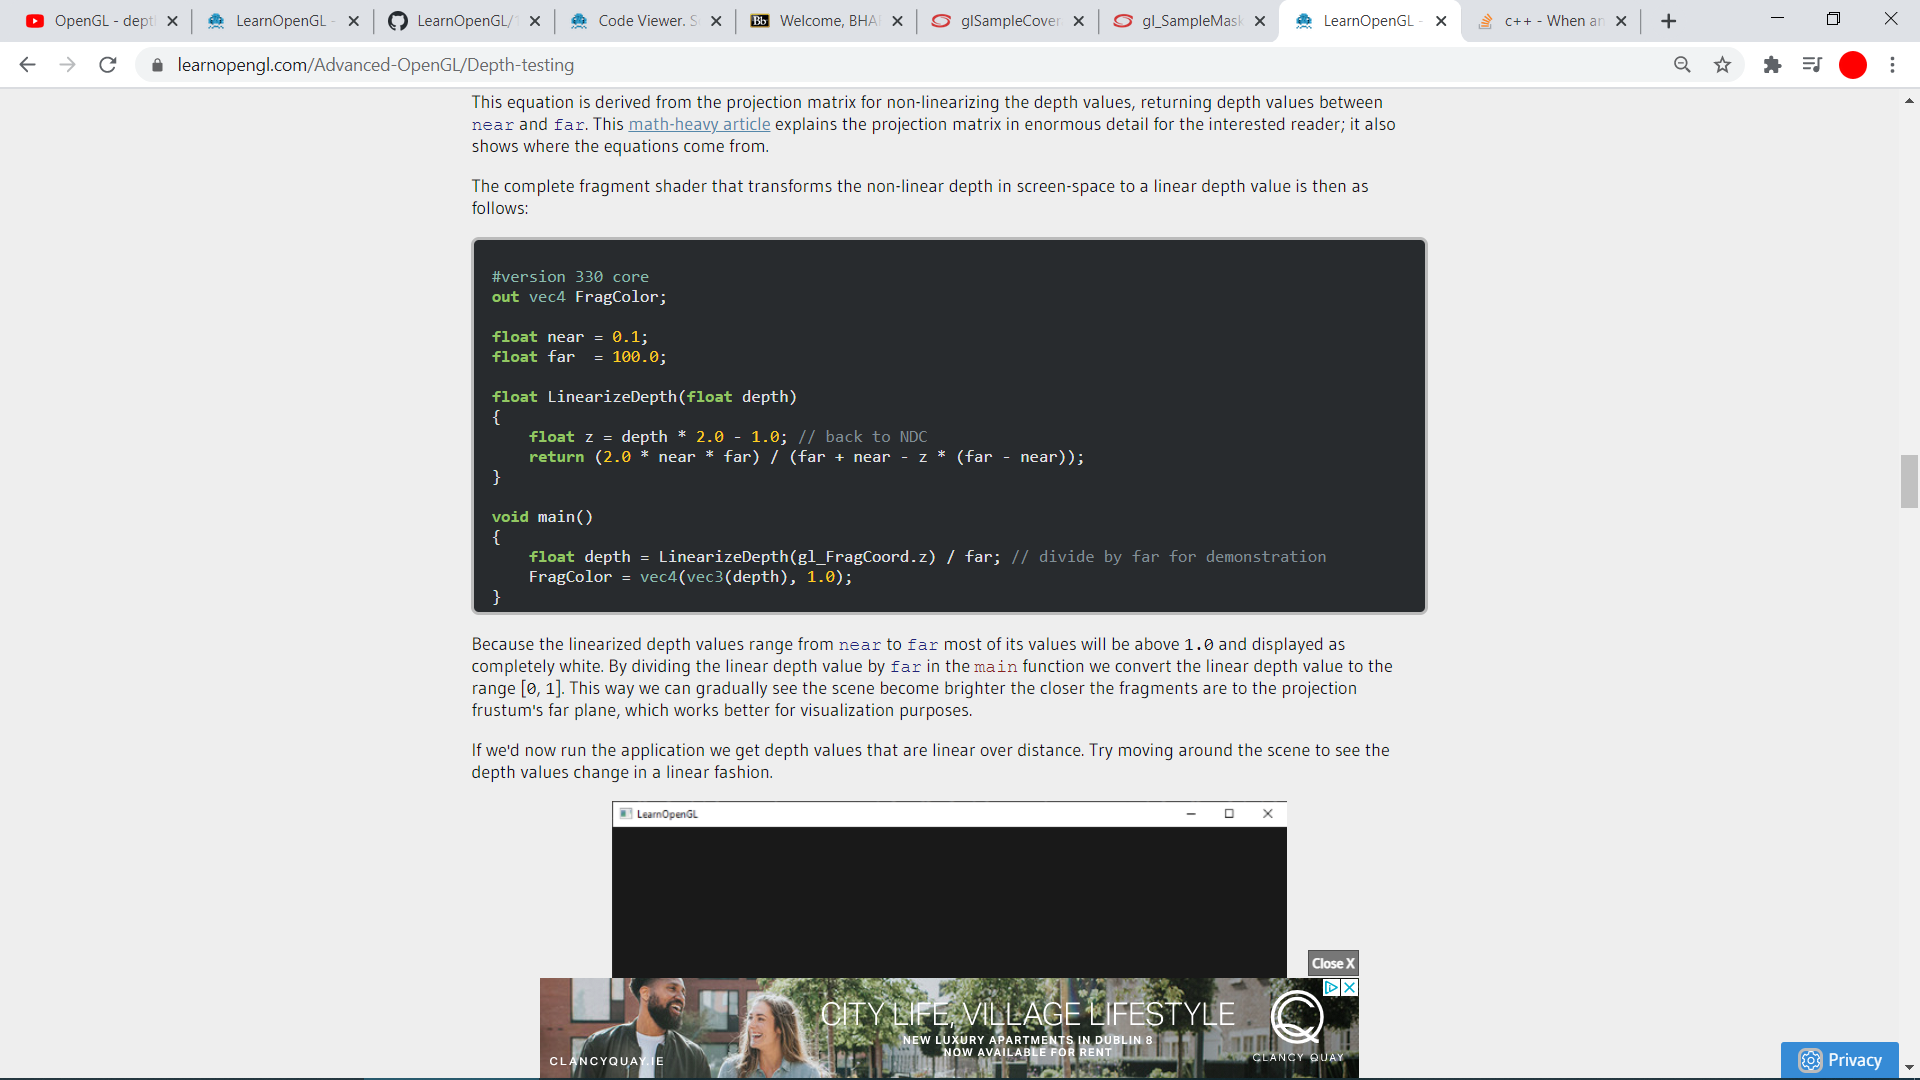 OpenGL - dept
LearnOpenGL -
LearnOpenGL/1
Code Viewer. S
Bb Welcome, BHA
glSampleCover
gl_SampleMask
LearnOpenGL -
c++ - When an
learnopengl.com/Advanced-OpenGL/Depth-testing
This equation is derived from the projection matrix for non-linearizing the depth values, returning depth values between
near and far. This math-heavy article explains the projection matrix in enormous detail for the interested reader; it also
shows where the equations come from.
The complete fragment shader that transforms the non-linear depth in screen-space to a linear depth value is then as
follows:
#version 330 core
out vec4 FragColor;
float near = 0.1;
float far  = 100.0;
float LinearizeDepth(float depth)
{
    float z = depth * 2.0 - 1.0; // back to NDC
    return (2.0 * near * far) / (far + near - z * (far - near));
}
void main()
{
    float depth = LinearizeDepth(gl_FragCoord.z) / far; // divide by far for demonstration
    FragColor = vec4(vec3(depth), 1.0);
}
Because the linearized depth values range from near to far most of its values will be above 1.0 and displayed as
completely white. By dividing the linear depth value by far in the main function we convert the linear depth value to the
range [0, 1]. This way we can gradually see the scene become brighter the closer the fragments are to the projection
frustum's far plane, which works better for visualization purposes.
If we'd now run the application we get depth values that are linear over distance. Try moving around the scene to see the
depth values change in a linear fashion.
LearnOpenGL
Close X
CITY LIFE, VILLAGE LIFESTYLE
NEW LUXURY APARTMENTS IN DUBLIN 8
NOW AVAILABLE FOR RENT
CLANCYQUAY.IE
CLANCY QUAY
Privacy